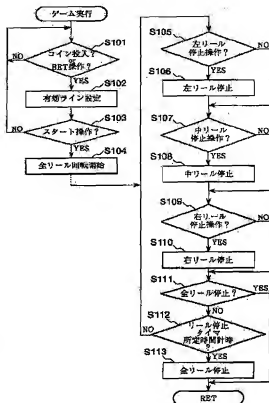 ゲーム実行
S101
コイン投入?
or
BET操作?
NO
YES
S102
有効ライン設定
S103
スタート操作?
NO
YES
S104
全リール回転開始
S105
左リール
停止操作?
NO
YES
S106
左リール停止
S107
中リール
停止操作?
NO
YES
S108
中リール停止
S109
右リール
停止操作?
NO
YES
S110
右リール停止
S111
全リール停止?
YES
NO
S112
リール停止
タイマ
所定時間計時
?
NO
YES
S113
全リール停止
RET